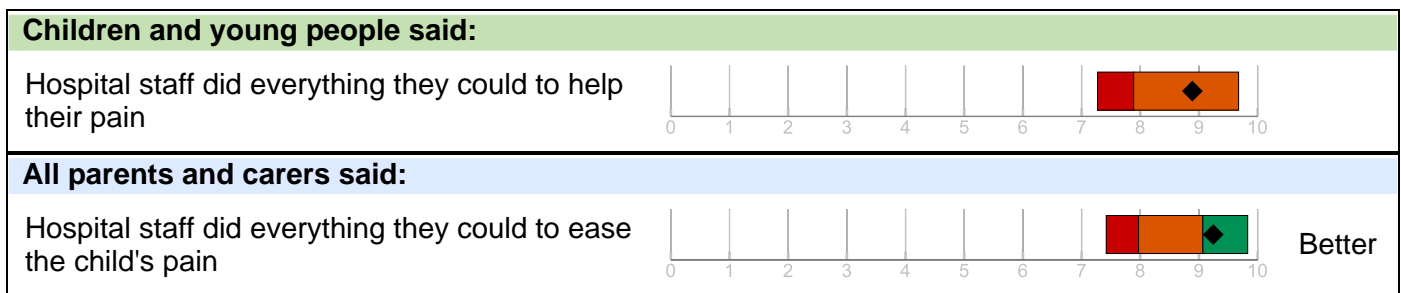 Children and young people said:
Hospital staff did everything they could to help
their pain
0 1 2 3 4 5 6 7 8 9 10
All parents and carers said:
Hospital staff did everything they could to ease
the child's pain
Better
0 1 2 3 4 5 6 7 8 9 10